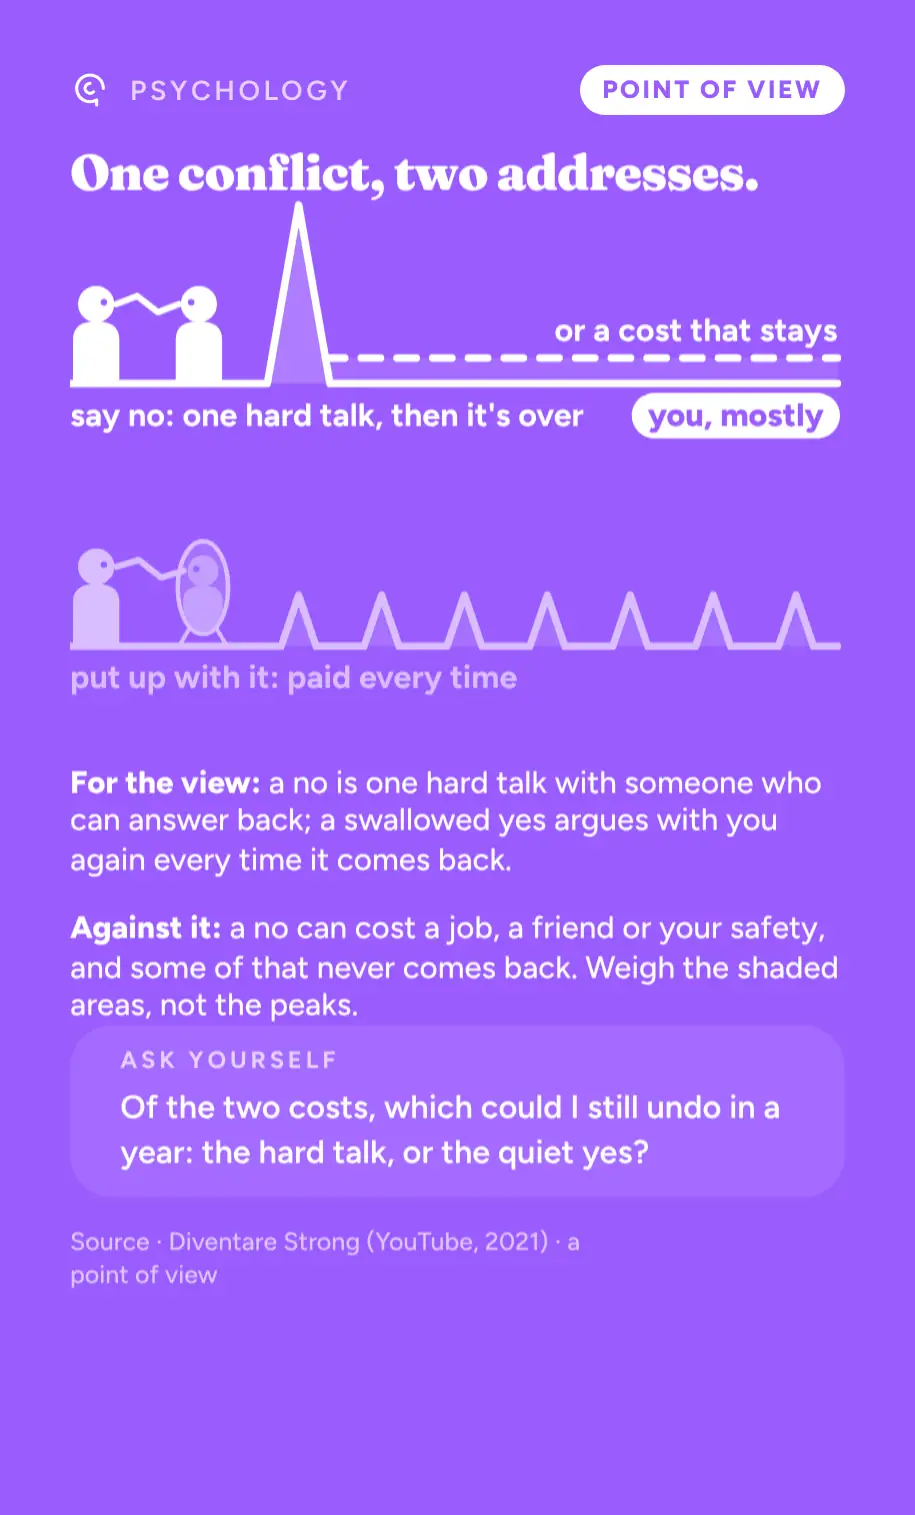 PSYCHOLOGY
POINT OF VIEW
One conflict, two addresses.
or a cost that stays
say no: one hard talk, then it's over
you, mostly
put up with it: paid every time
For the view: a no is one hard talk with someone who
can answer back; a swallowed yes argues with you
again every time it comes back.
Against it: a no can cost a job, a friend or your safety,
and some of that never comes back. Weigh the shaded
areas, not the peaks.
ASK YOURSELF
Of the two costs, which could I still undo in a
year: the hard talk, or the quiet yes?
Source · Diventare Strong (YouTube, 2021) · a
point of view